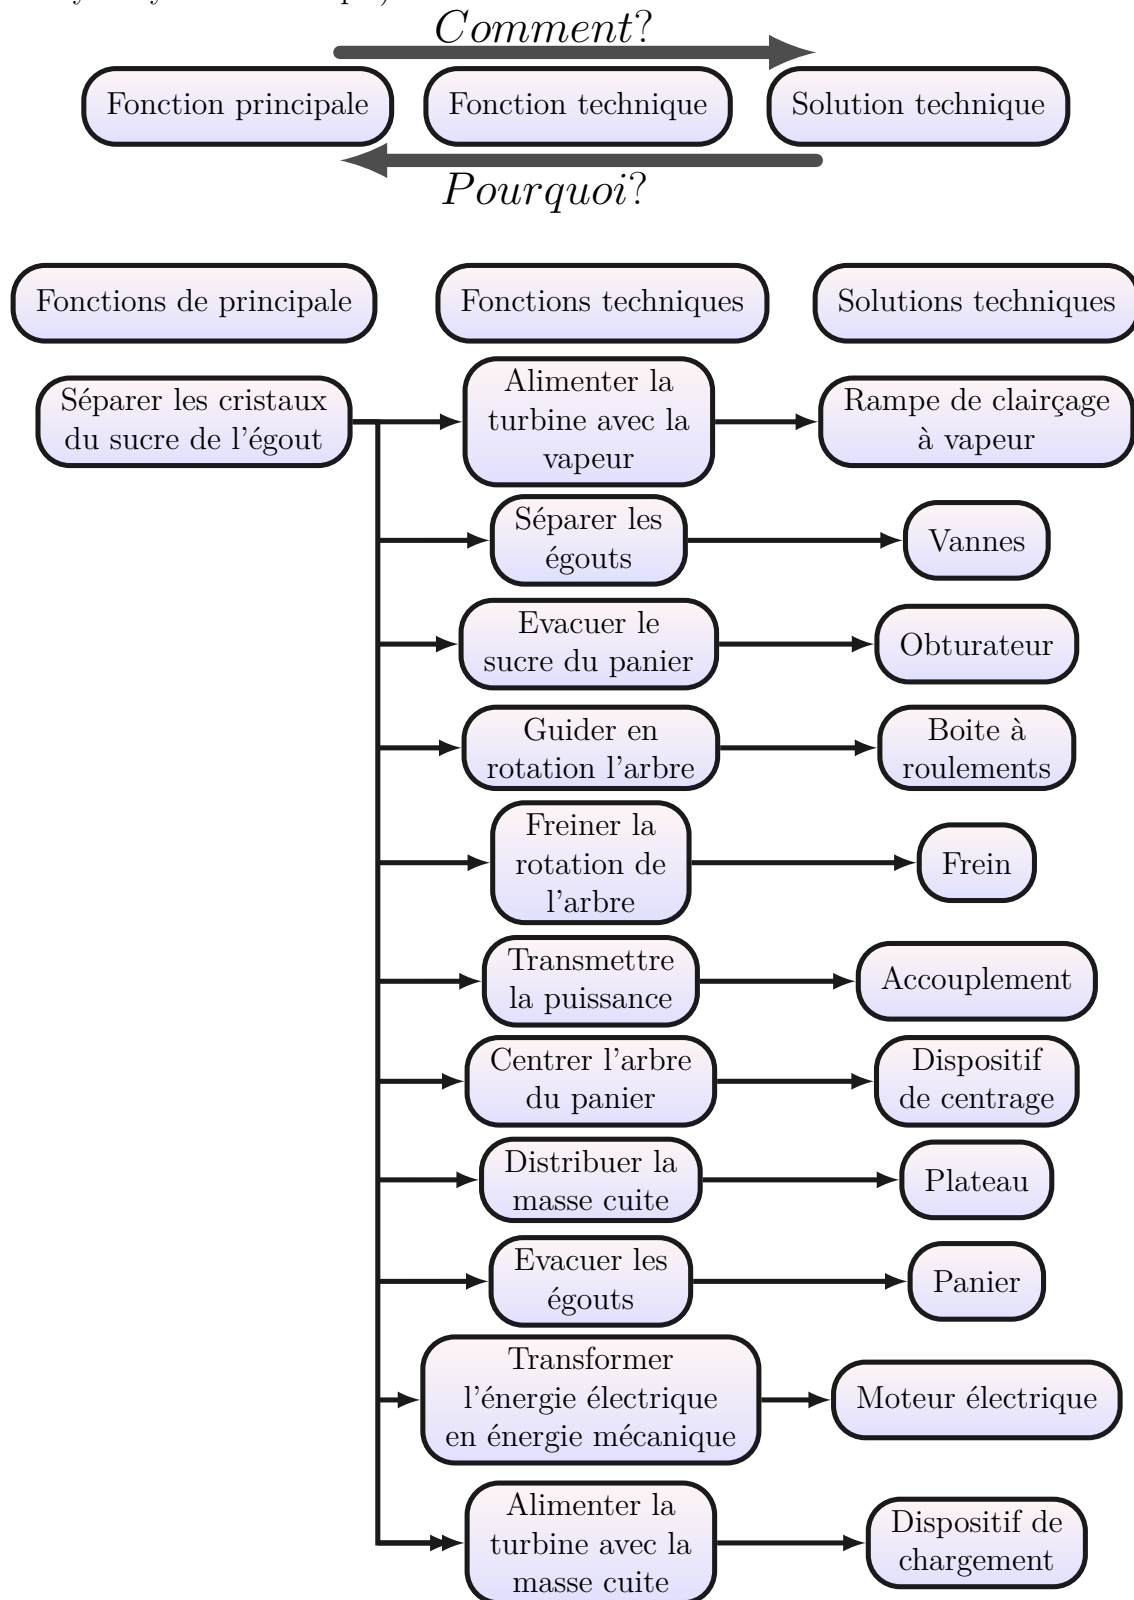 Comment?
Fonction principale Fonction technique Solution technique
Pourquoi?
Fonctions de principale Fonctions techniques Solutions techniques
Séparer les cristaux
du sucre de l'égout
Alimenter la
turbine avec la
vapeur
Rampe de clairçage
à vapeur
Séparer les
égouts
Vannes
Evacuer le
sucre du panier
Obturateur
Guider en
rotation l'arbre
Boite à
roulements
Freiner la
rotation de
l'arbre
Frein
Transmettre
la puissance
Accouplement
Centrer l'arbre
du panier
Dispositif
de centrage
Distribuer la
masse cuite
Plateau
Evacuer les
égouts
Panier
Transformer
l'énergie électrique
en énergie mécanique
Moteur électrique
Alimenter la
turbine avec la
masse cuite
Dispositif de
chargement